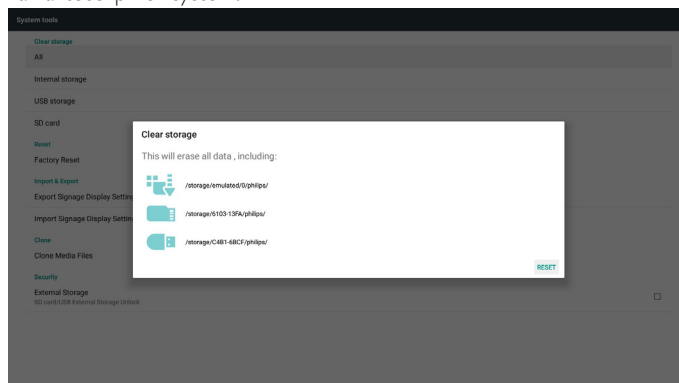 System tools
Clear storage
All
Internal storage
USB storage
SD card
Reset
Factory Reset
Import & Export
Export Signage Display Setting
Import Signage Display Settin
Clone
Clone Media Files
Security
External Storage
SD card/USB External Storage Unlock
Clear storage
This will erase all data , including:
/storage/emulated/0/philips/
/storage/6103-13FA/philips/
/storage/C4B1-6BCF/philips/
RESET